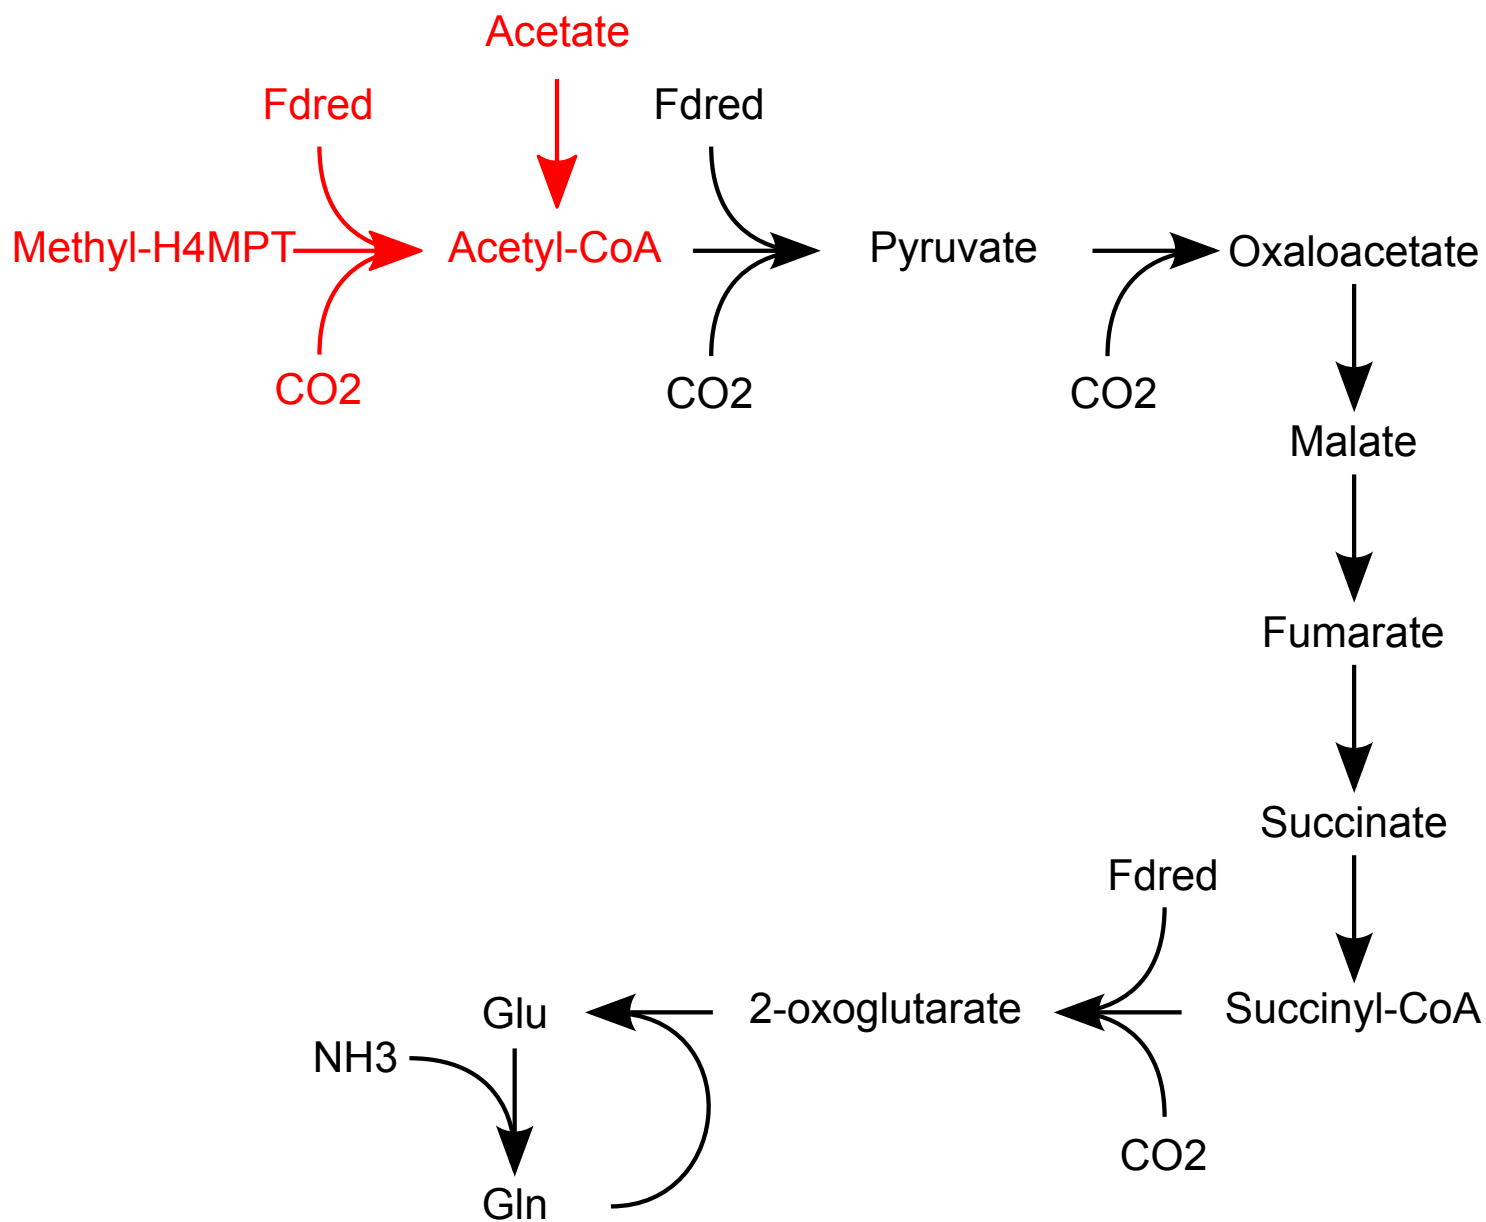 Acetate
Fdred
Fdred
Methyl-H4MPT
Acetyl-CoA
Pyruvate
Oxaloacetate
CO2
CO2
CO2
Malate
Fumarate
Succinate
Fdred
Glu
2-oxoglutarate
Succinyl-CoA
NH3
CO2
Gln